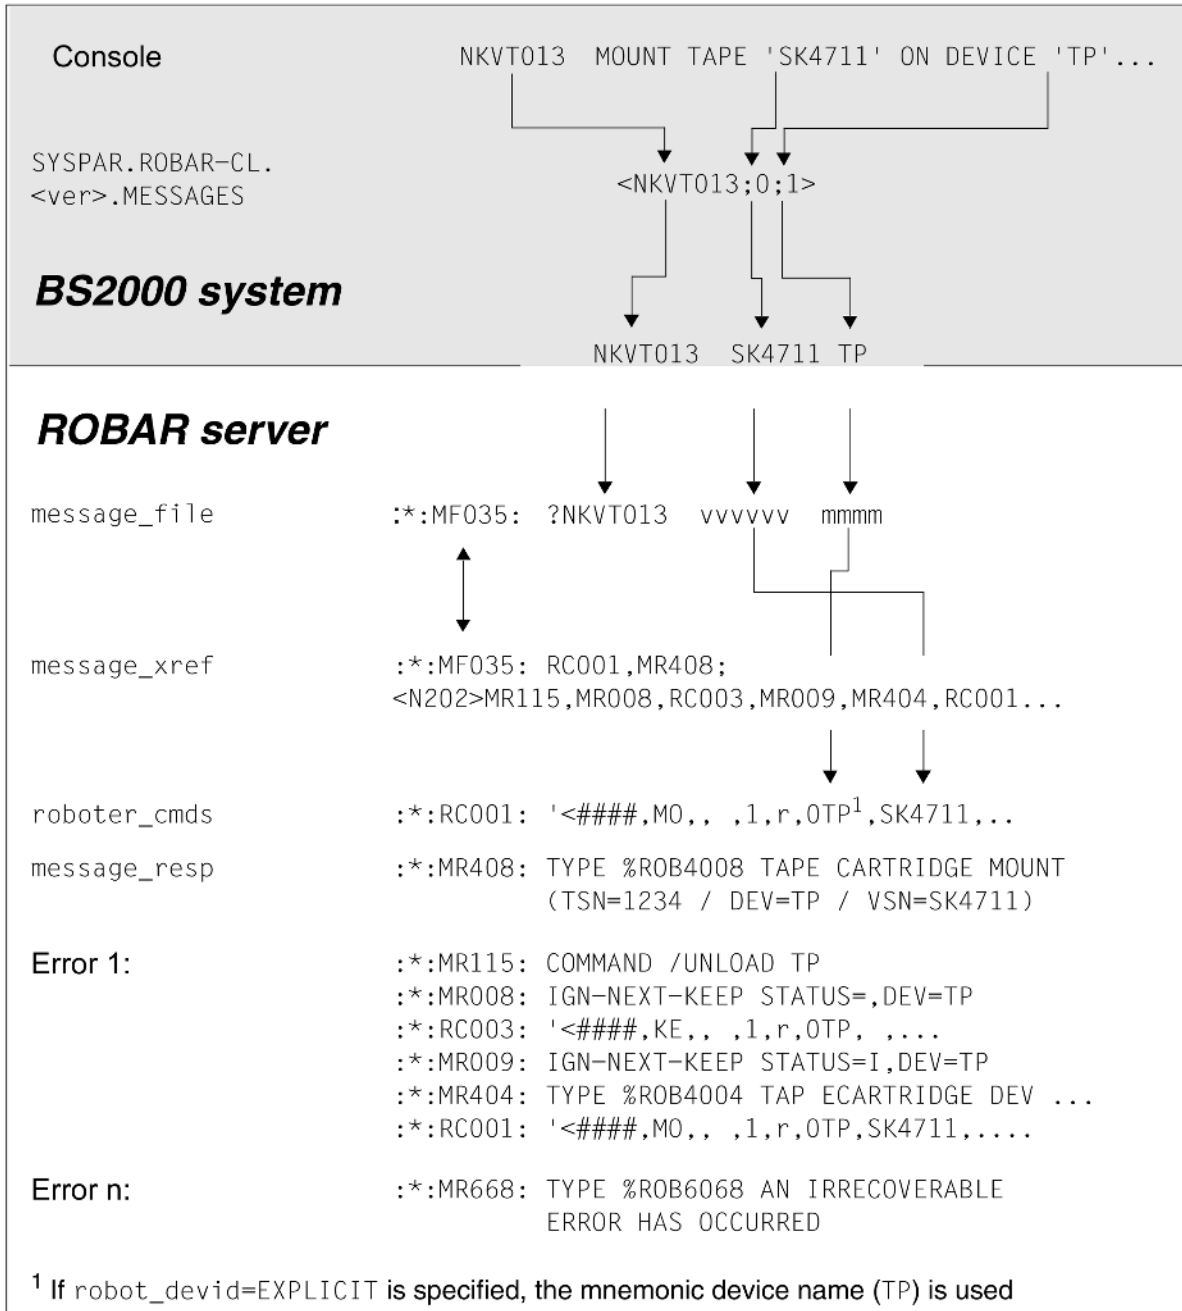 Console NKVT013 MOUNT TAPE 'SK4711' ON DEVICE 'TP'...
SYSPAR.ROBAR-CL.
<ver>.MESSAGES <NKVT013;0;1>
BS2000 system
NKVT013 SK4711 TP
ROBAR server
message_file :*:MF035: ?NKVT013 vvvvvv mmmm
message_xref :*:MF035: RC001,MR408;
<N202>MR115,MR008,RC003,MR009,MR404,RC001...
roboter_cmds :*:RC001: '<####,MO,, ,1,r,0TP1,SK4711,..
message_resp :*:MR408: TYPE %ROB4008 TAPE CARTRIDGE MOUNT
(TSN=1234 / DEV=TP / VSN=SK4711)
Error 1: :*:MR115: COMMAND /UNLOAD TP
:*:MR008: IGN-NEXT-KEEP STATUS=,DEV=TP
:*:RC003: '<####,KE,, ,1,r,0TP, ,....
:*:MR009: IGN-NEXT-KEEP STATUS=I,DEV=TP
:*:MR404: TYPE %ROB4004 TAP ECARTRIDGE DEV ...
:*:RC001: '<####,MO,, ,1,r,0TP,SK4711,....
Error n: :*:MR668: TYPE %ROB6068 AN IRRECOVERABLE
ERROR HAS OCCURRED
1 If robot_devid=EXPLICIT is specified, the mnemonic device name (TP) is used